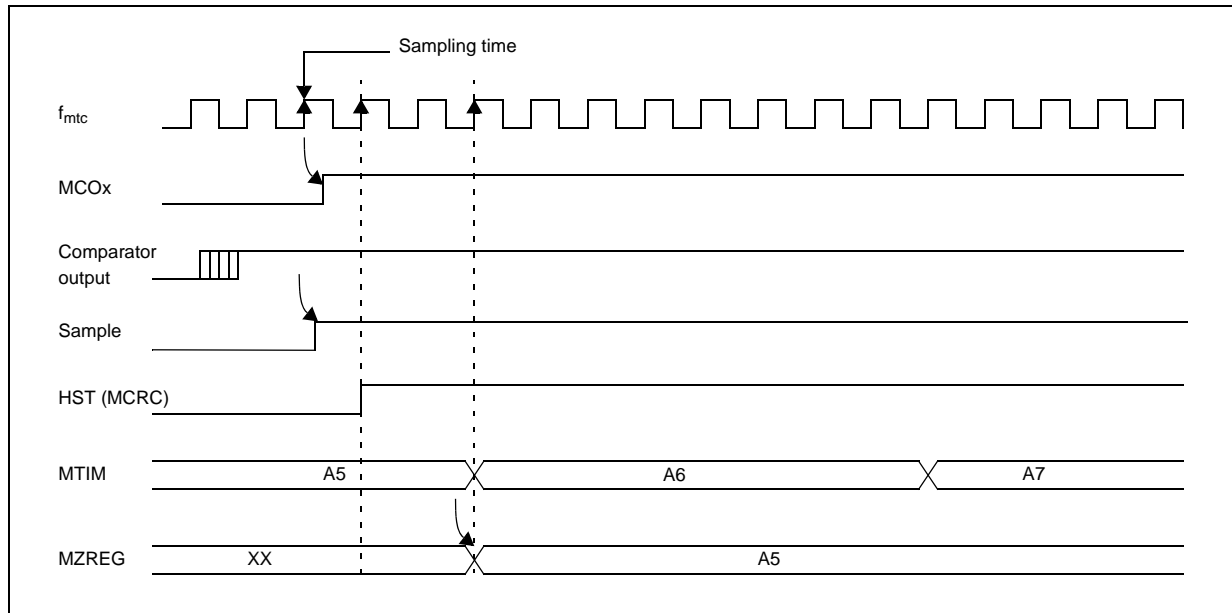 Sampling time
fmtc
MCOx
Comparator
output
Sample
HST (MCRC)
MTIM
A5
A6
A7
MZREG
XX
A5